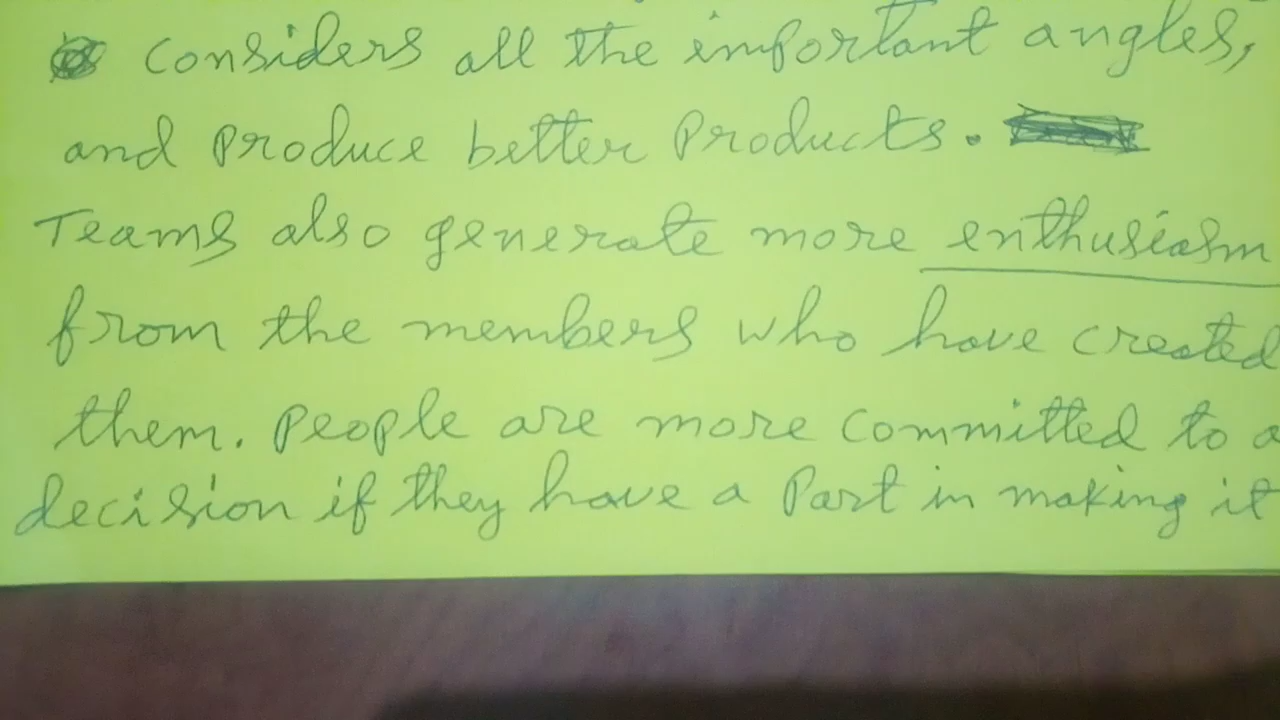 considers all the important angles,
and produce better products.
Teams also generate more enthusiasm
from the members who have created
them. people are more committed to a
decision if they have a part in making it